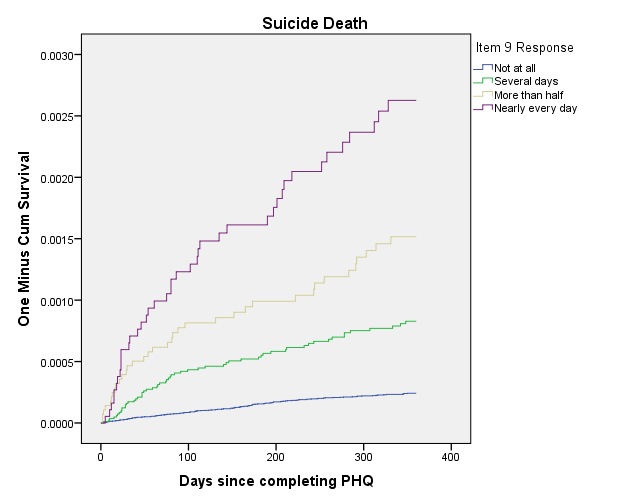 Suicide Death
Item 9 Response
Not at all
Several days
More than half
Nearly every day
One Minus Cum Survival
0.0030
0.0025
0.0020
0.0015
0.0010
0.0005
0.0000
0
100
200
300
400
Days since completing PHQ